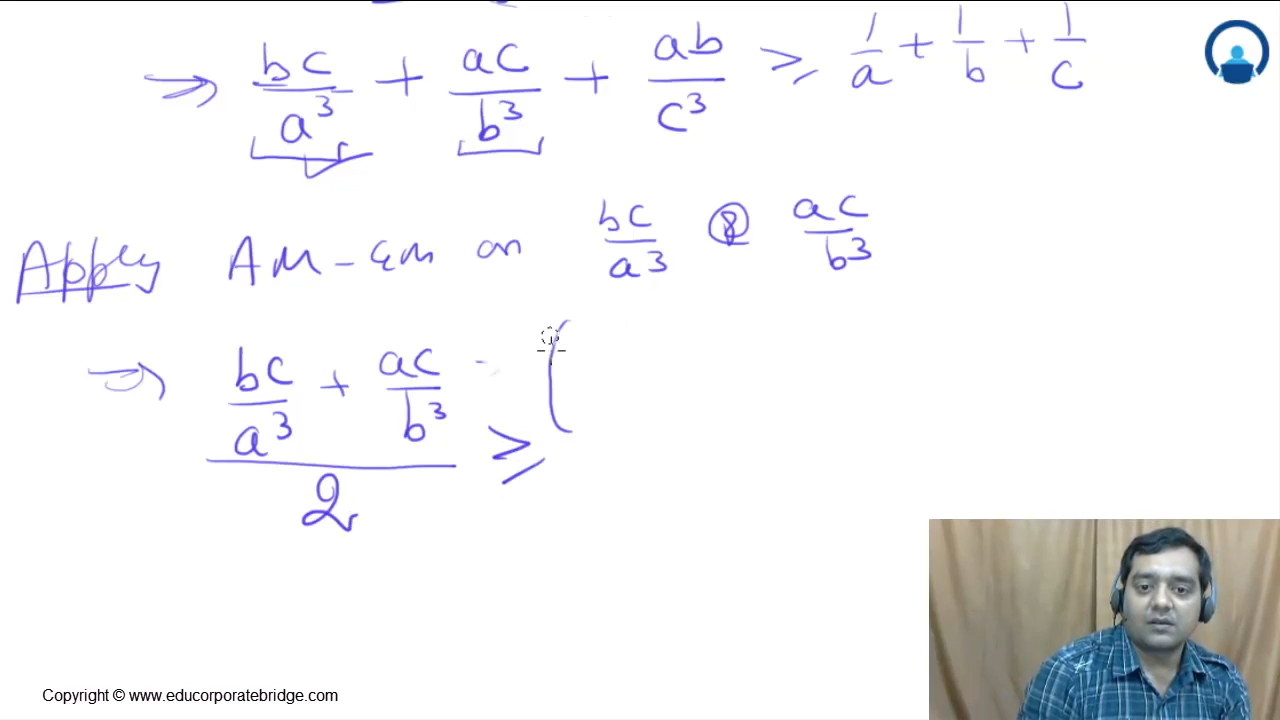 ⇒ bc/a³ + ac/b³ + ab/c³ ≥ 1/a + 1/b + 1/c
Apply AM-GM on bc/a³ & ac/b³
⇒ (bc/a³ + ac/b³)/2 ≥ (
Copyright © www.educorporatebridge.com